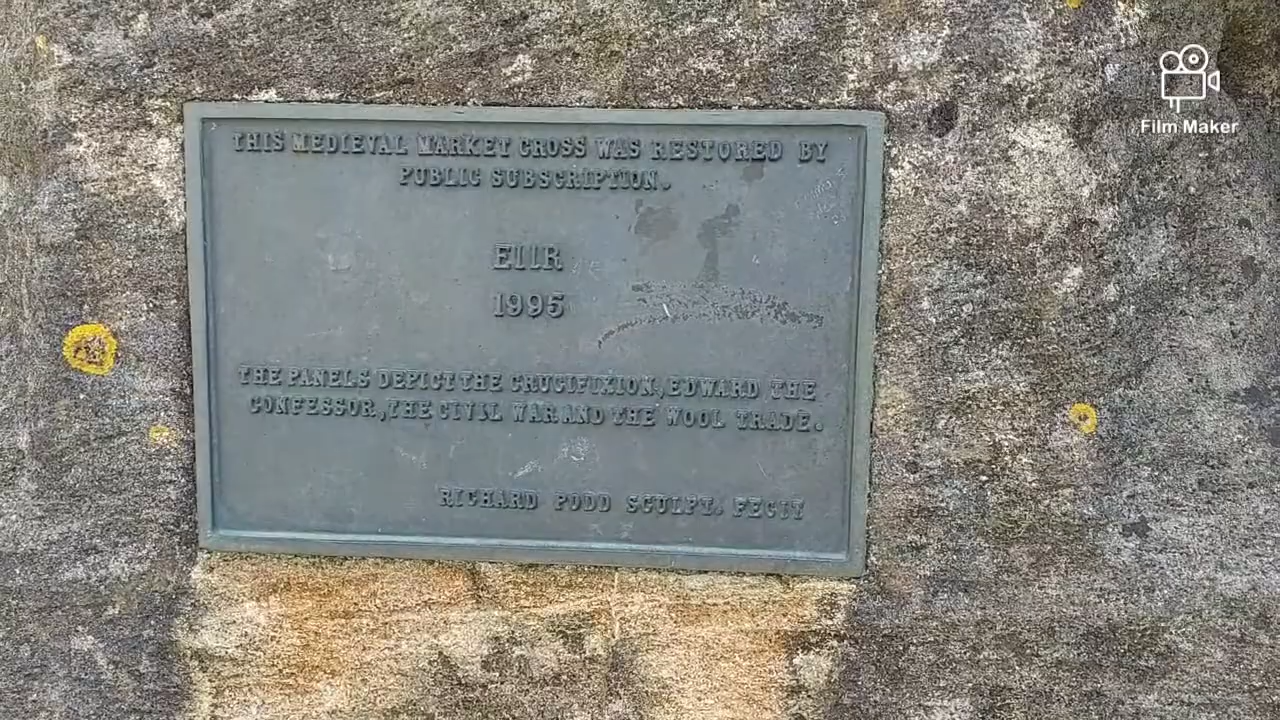 THIS MEDIEVAL MARKET CROSS WAS RESTORED BY
PUBLIC SUBSCRIPTION.
EIIR
1995
THE PANELS DEPICT THE CRUCIFIXION, EDWARD THE
CONFESSOR, THE CIVIL WAR AND THE WOOL TRADE.
RICHARD PODD SCULPT. FECIT
Film Maker